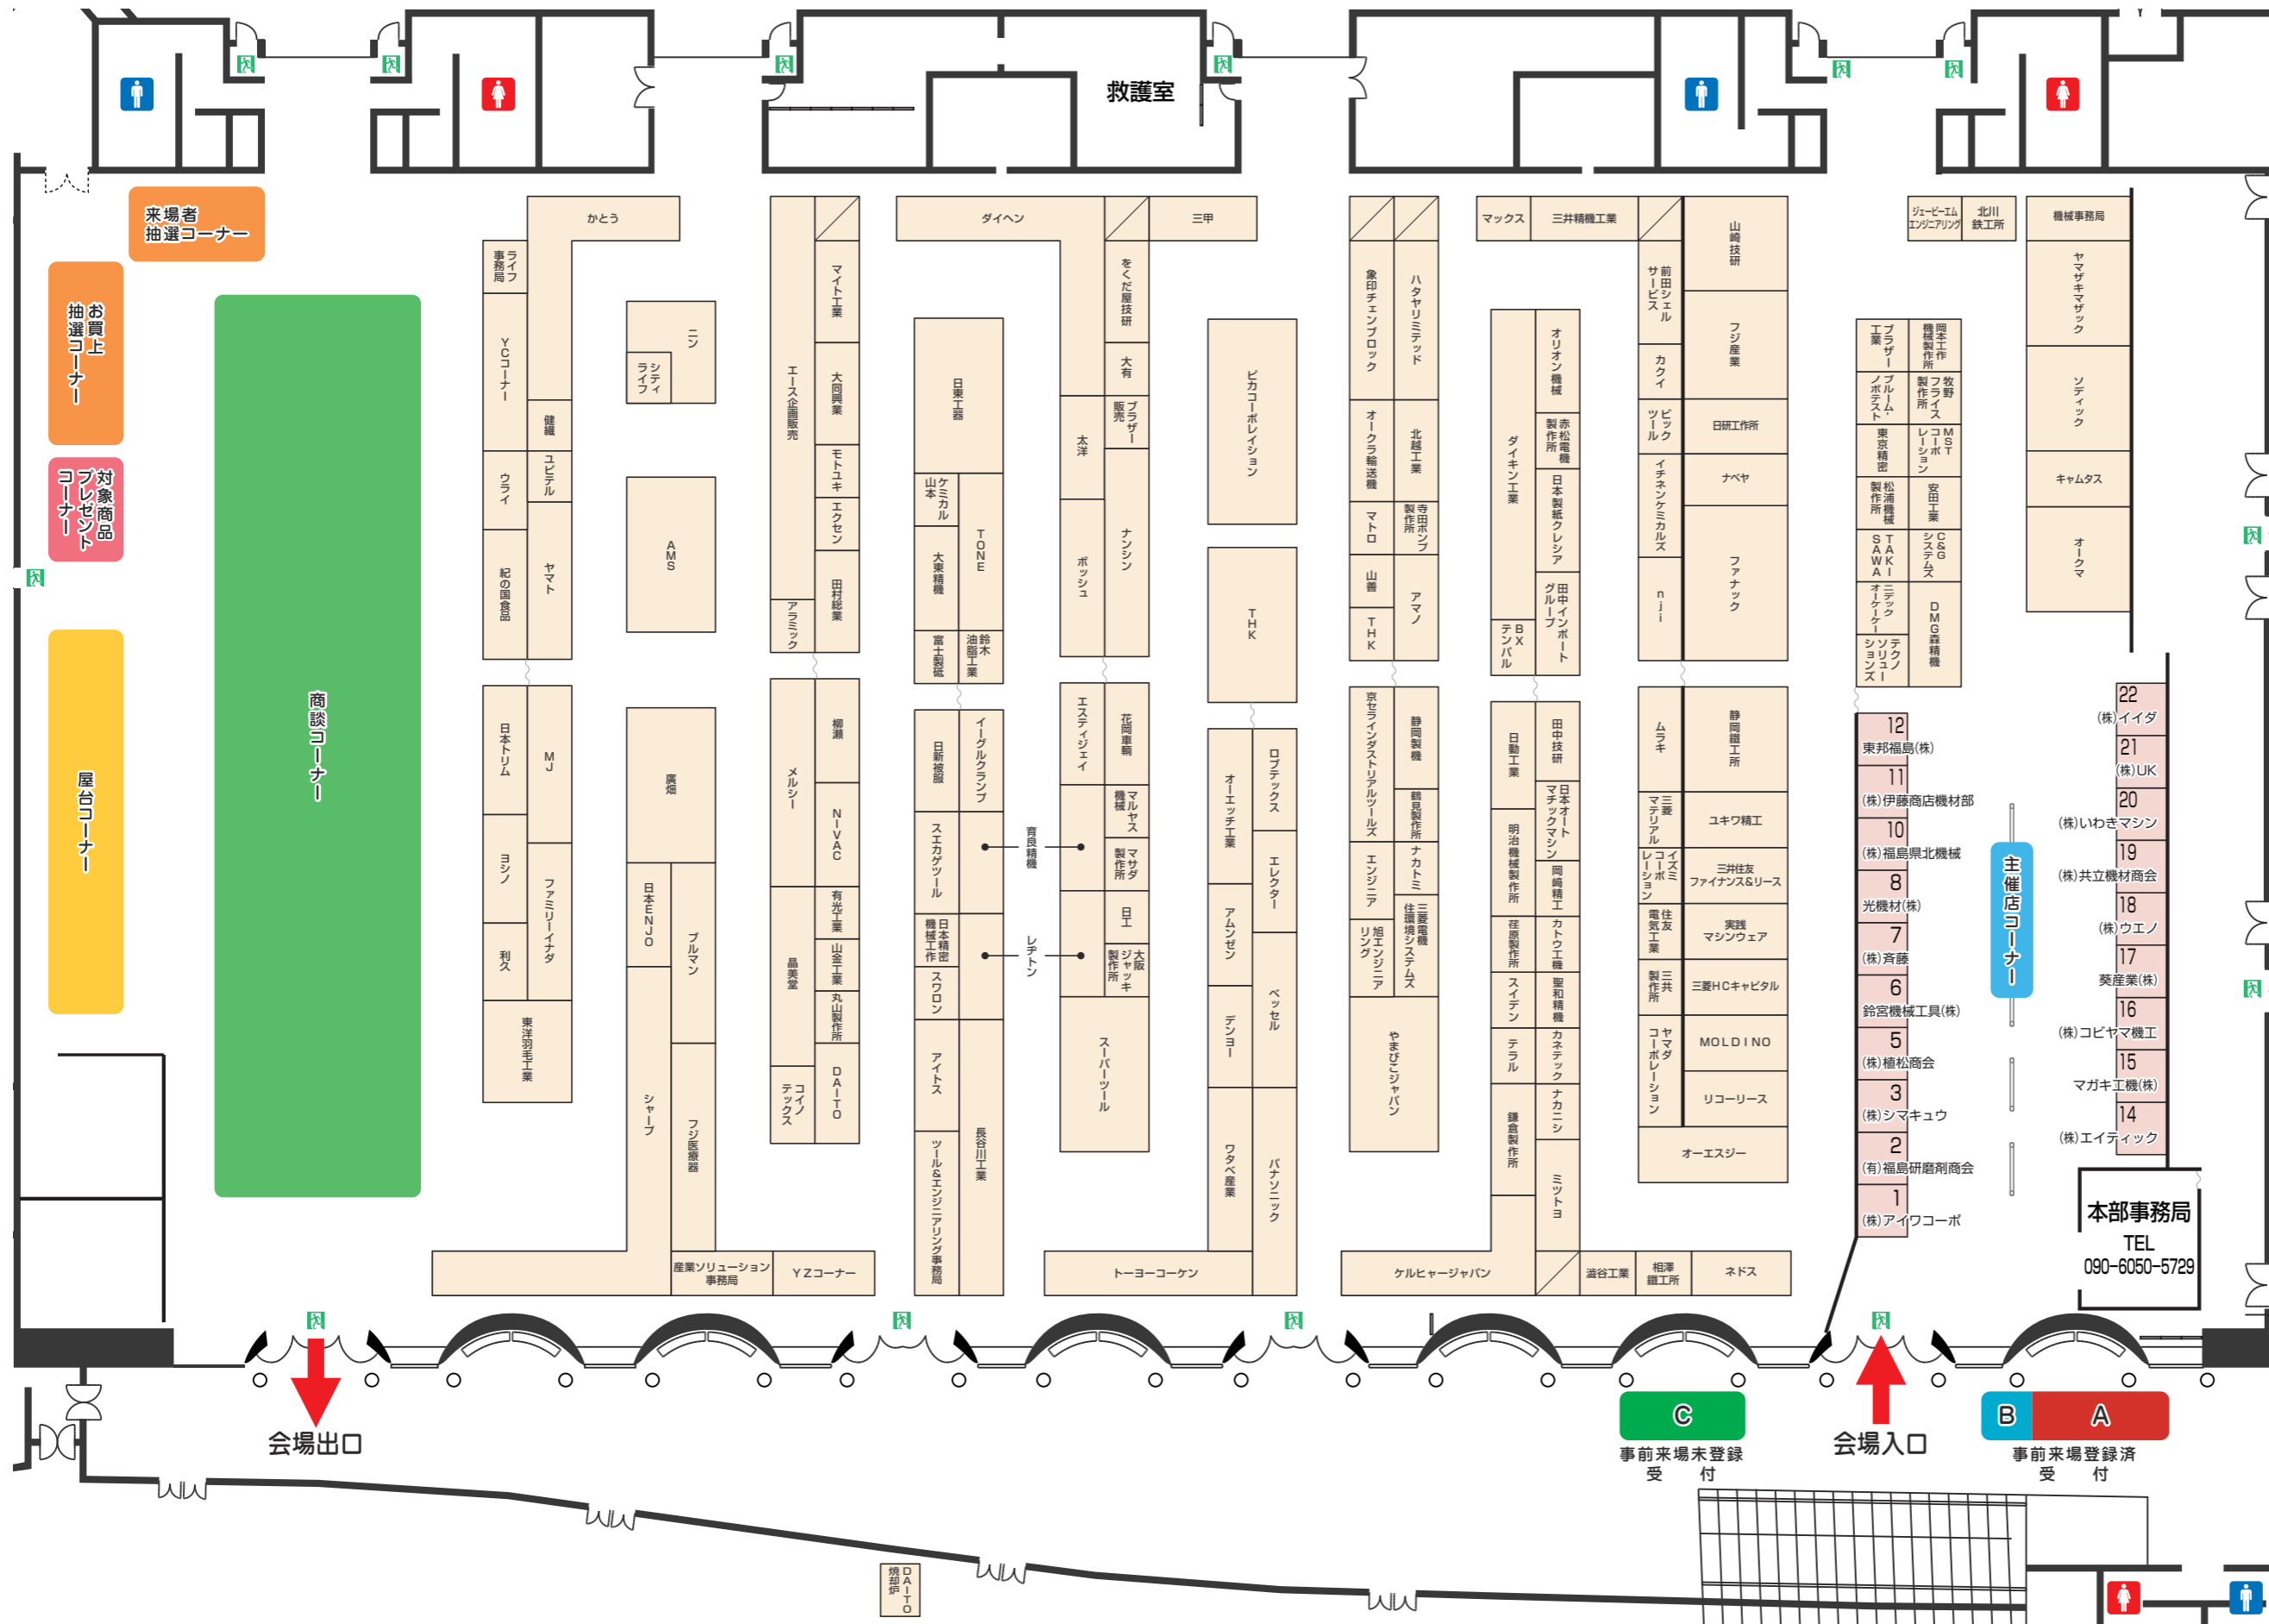 救護室
来場者
抽選コーナー
お買上
抽選コーナー
対象商品
プレゼント
コーナー
屋台コーナー
商談コーナー
かとう
ライフ
事務局
YCコーナー
健繊
ウライ
ユピテル
紀の国食品
ヤマト
日本トリム
MJ
ヨシノ
ファミリーイナダ
利久
東洋羽毛工業
ニシ
シティ
ライフ
AMS
廣畑
日本ENJO
ブルマン
シャープ
フジ医療器
産業ソリューション
事務局
YZコーナー
エース企画販売
マイト工業
大同興業
モトユキ
エクセン
田村総業
アラミック
メルシー
柳瀬
NIVAC
晶美堂
有光工業
山金工業
丸山製作所
コイノ
テックス
DAITO
ダイヘン
三甲
日東工器
ケミカル
山本
TONE
大東精機
富士製砥
鈴木
油脂工業
日新被服
イーグルクランプ
スエカゲツール
育良精機
日本精密
機械工作
レヂトン
スワロン
アイトス
長谷川工業
ツール&エンジニアリング事務局
をくだ屋技研
大有
太洋
ブラザー
販売
ボッシュ
ナンシン
エスティジェイ
花岡車輌
マルヤス
機械
マサダ
製作所
日工
大阪
ジャッキ
製作所
スーパーツール
トーヨーコーケン
ピカコーポレイション
THK
オーエッチ工業
ロブテックス
エレクター
アムンゼン
ベッセル
デンヨー
ワタベ産業
パナソニック
象印チェンブロック
ハタヤリミテッド
オークラ輸送機
北越工業
マトロ
寺田ポンプ
製作所
山善
アマノ
THK
京セラインダストリアルツールズ
静岡製機
鶴見製作所
エンジニア
ナカトミ
三菱電機
住環境システムズ
旭エンジニア
リング
やまびこジャパン
ケルヒャージャパン
マックス
三井精機工業
ダイキン工業
オリオン機械
赤松電機
製作所
日本製紙クレシア
田中インポート
グループ
BX
テンパル
日動工業
田中技研
日本オート
マチックマシン
明治機械製作所
岡﨑精工
荏原製作所
カトウ工機
スイデン
聖和精機
テラル
カネテック
鎌倉製作所
ナカニシ
ミツトヨ
澁谷工業
相澤
鐵工所
ネドス
山崎技研
前田シェル
サービス
フジ産業
カクイ
ビック
ツール
日研工作所
イチネンケミカルズ
ナベヤ
ファナック
nji
ムラキ
静岡鐵工所
三菱
マテリアル
ユキワ精工
イズミ
コーポ
レーション
三井住友
ファイナンス&リース
住友
電気工業
実践
マシンウェア
三共
製作所
三菱HCキャピタル
ヤマダ
コーポレーション
MOLDINO
リコーリース
オーエスジー
ジェービーエム
エンジニアリング
北川
鉄工所
機械事務局
ヤマザキマザック
ソディック
キャムタス
オークマ
ブラザー
工業
岡本工作
機械製作所
ブルーム・
ノボテスト
牧野
フライス
製作所
東京精密
MST
コーポ
レーション
松浦機械
製作所
安田工業
TAKI
SAWA
C&G
システムズ
ニデック
オーケーケー
DMG森精機
テクノ
ソリュー
ションズ
12
東邦福島(株)
11
(株)伊藤商店機材部
10
(株)福島県北機械
8
光機材(株)
7
(株)斉藤
6
鈴宮機械工具(株)
5
(株)植松商会
3
(株)シマキュウ
2
(有)福島研磨剤商会
1
(株)アイワコーポ
主催店コーナー
22
(株)イイダ
21
(株)UK
20
(株)いわきマシン
19
(株)共立機材商会
18
(株)ウエノ
17
葵産業(株)
16
(株)コビヤマ機工
15
マガキ工機(株)
14
(株)エイティック
本部事務局
TEL
090-6050-5729
会場出口
C
事前来場未登録
受 付
会場入口
B
A
事前来場登録済
受 付
DAITO
焼却炉